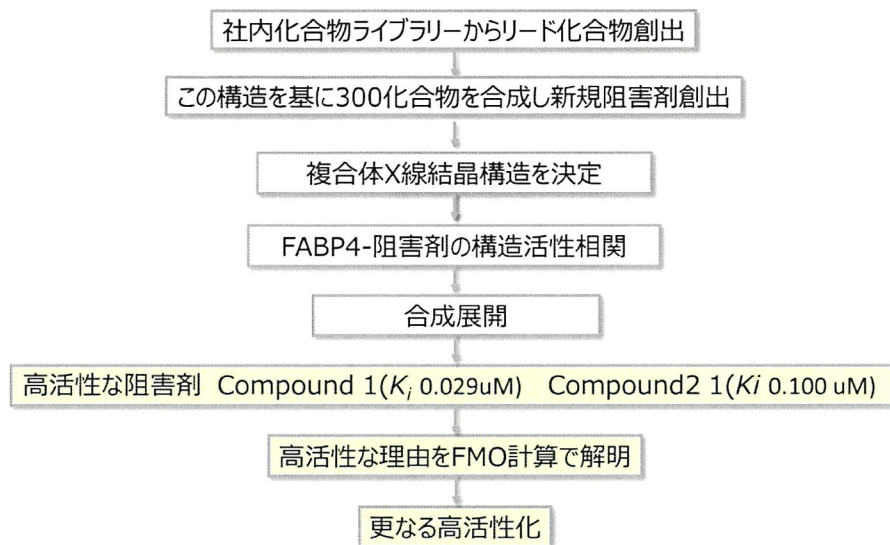 社内化合物ライブラリーからリード化合物創出
この構造を基に300化合物を合成し新規阻害剤創出
複合体X線結晶構造を決定
FABP4-阻害剤の構造活性相関
合成展開
高活性な阻害剤 Compound 1(Ki 0.029uM) Compound2 1(Ki 0.100 uM)
高活性な理由をFMO計算で解明
更なる高活性化